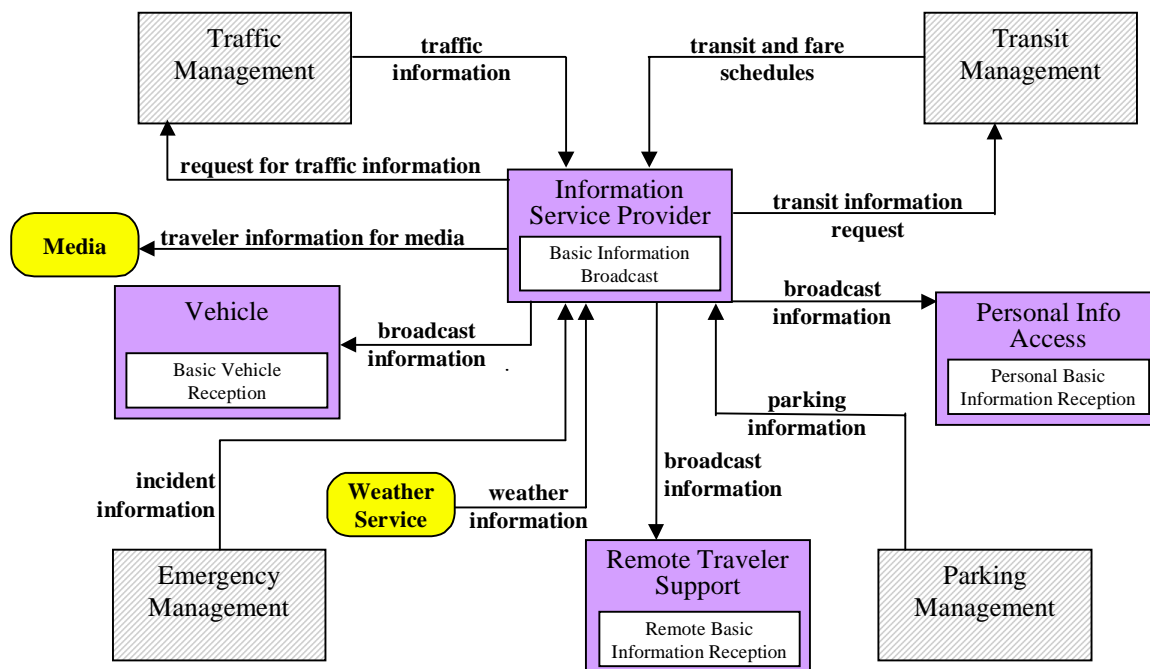 Traffic
Management
traffic
information
transit and fare
schedules
Transit
Management
request for traffic information
Information
Service Provider
Basic Information
Broadcast
transit information
request
Media
traveler information for media
Vehicle
Basic Vehicle
Reception
broadcast
information
broadcast
information
Personal Info
Access
Personal Basic
Information Reception
parking
information
incident
information
Weather
Service
weather
information
broadcast
information
Emergency
Management
Remote Traveler
Support
Remote Basic
Information Reception
Parking
Management